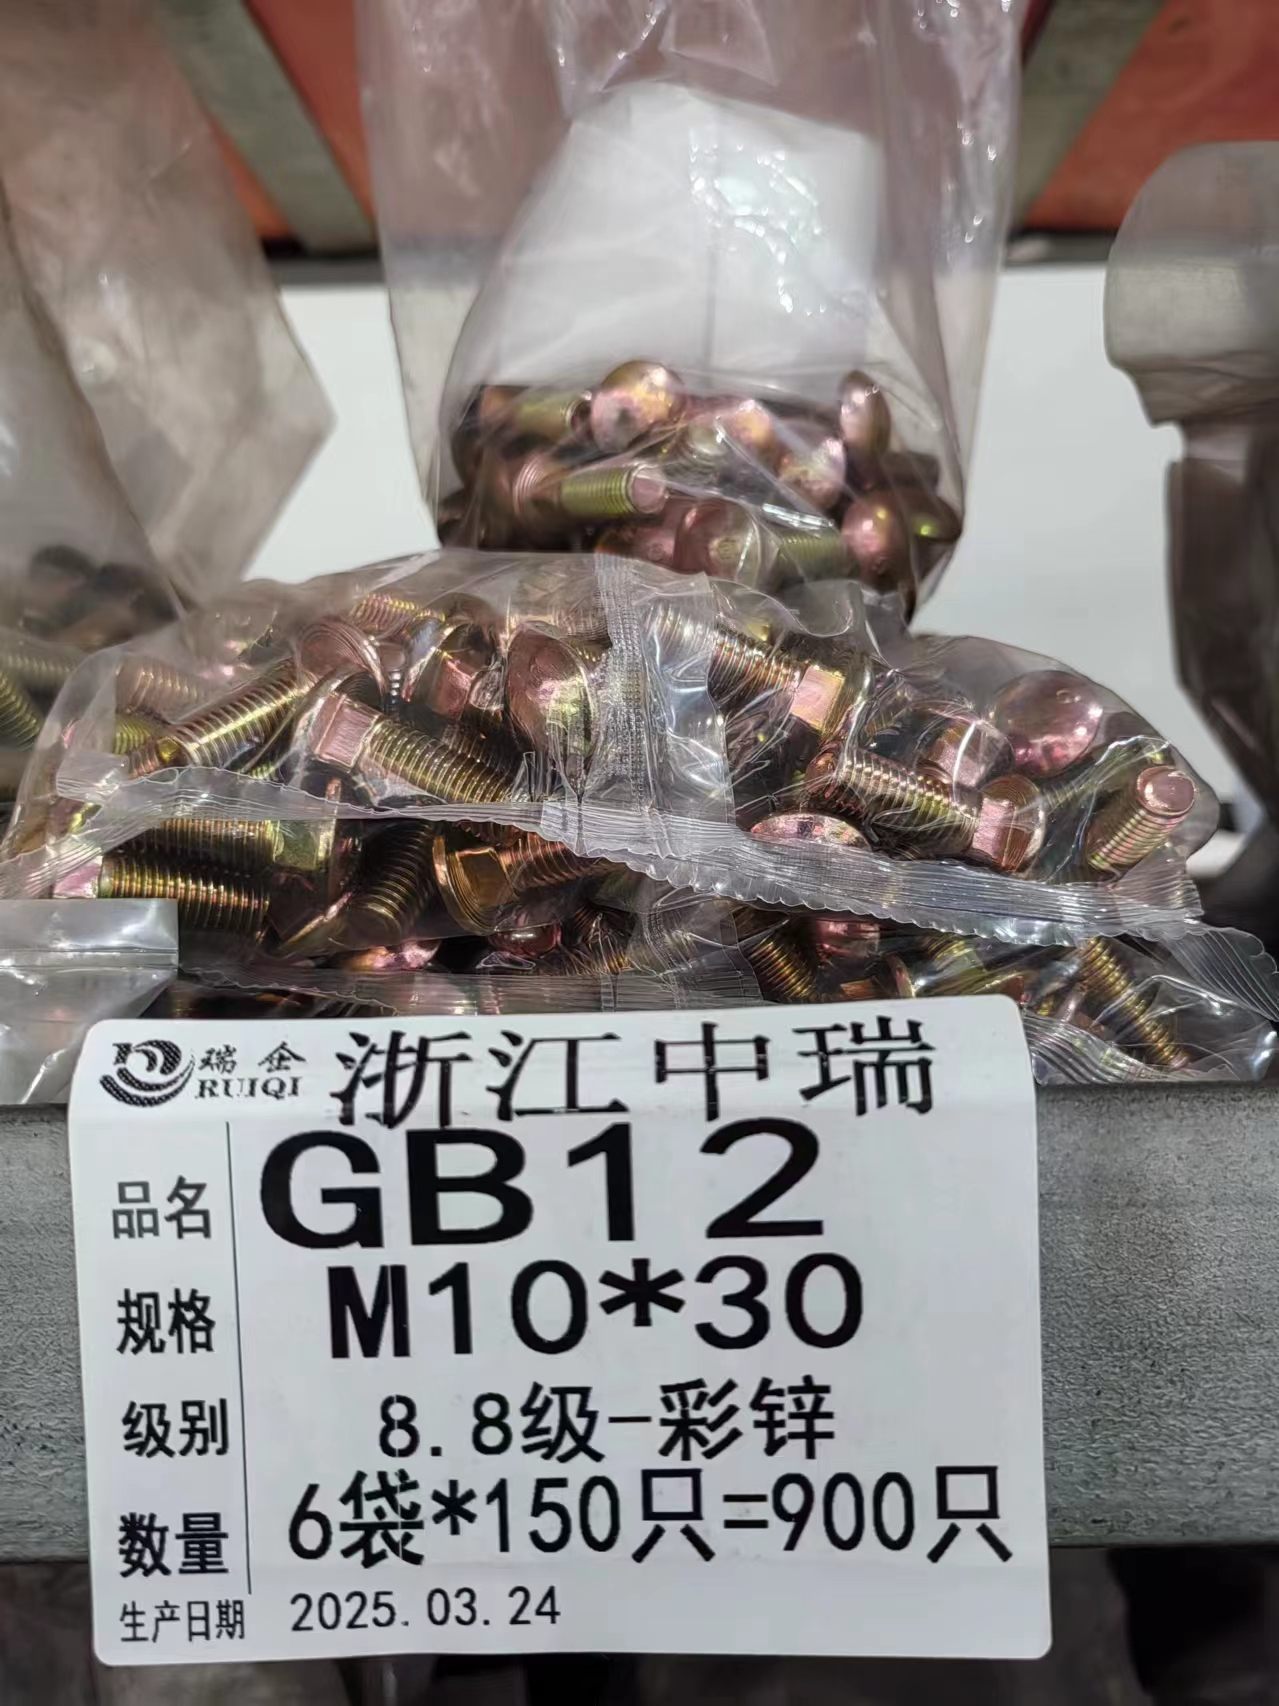 瑞企 RUIQI 浙江中瑞
品名 GB12
规格 M10*30
级别 8.8级-彩锌
数量 6袋*150只=900只
生产日期 2025.03.24